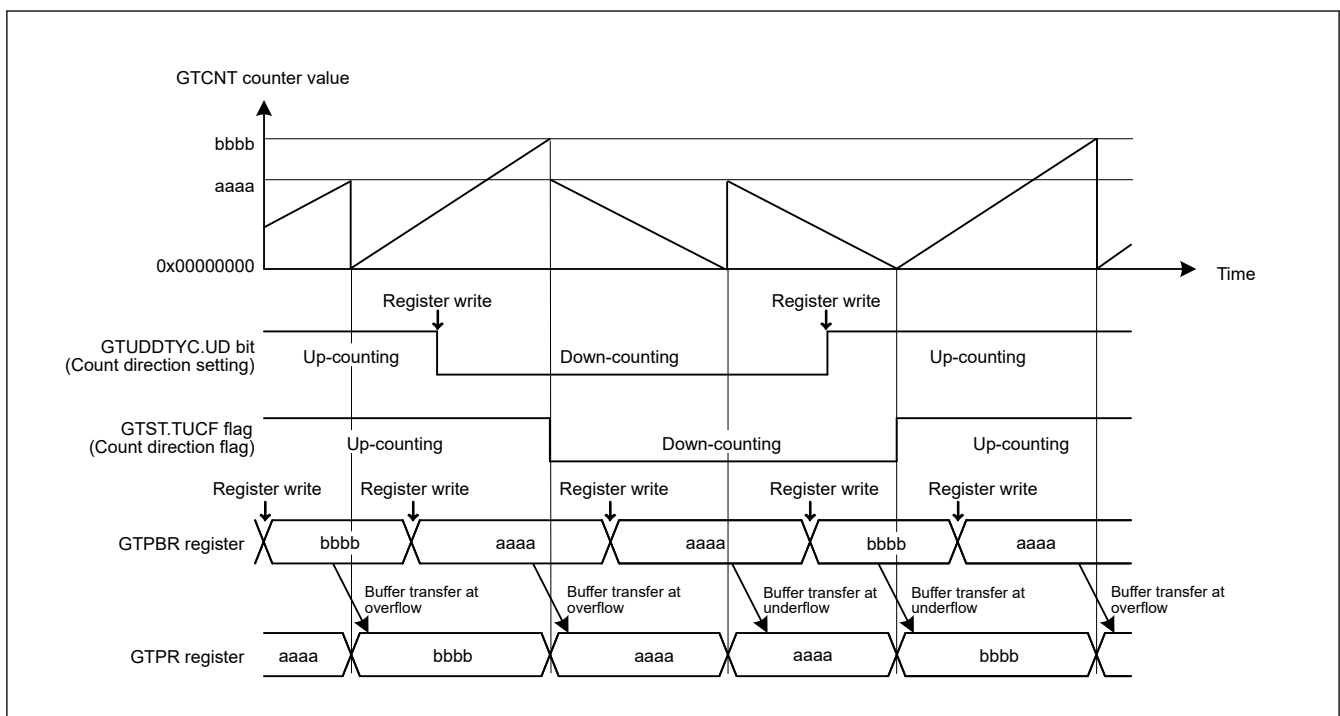 GTCNT counter value
bbbb
aaaa
0x00000000
Time
Register write
Register write
GTUDDTYC.UD bit
(Count direction setting)
Up-counting
Down-counting
Up-counting
GTST.TUCF flag
(Count direction flag)
Up-counting
Down-counting
Up-counting
Register write
Register write
Register write
Register write
Register write
GTPBR register
bbbb
aaaa
aaaa
bbbb
aaaa
Buffer transfer at
overflow
Buffer transfer at
overflow
Buffer transfer at
underflow
Buffer transfer at
underflow
Buffer transfer at
overflow
GTPR register
aaaa
bbbb
aaaa
aaaa
bbbb